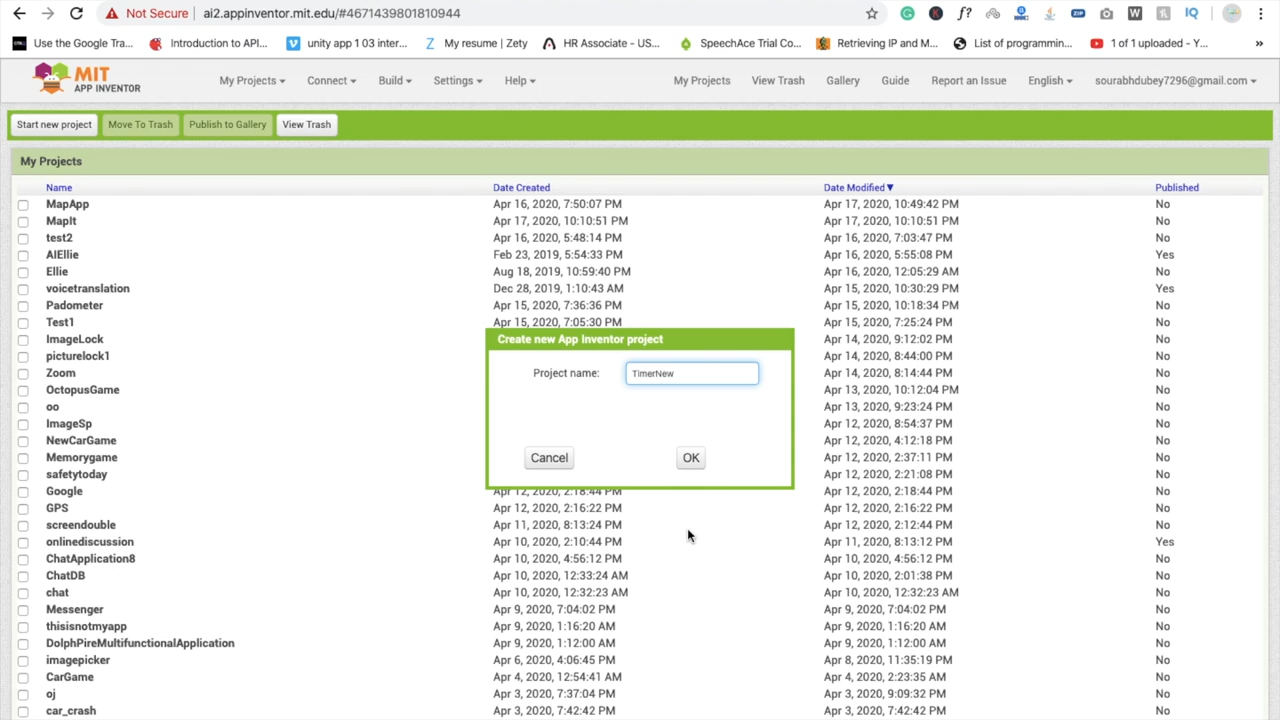 Not Secure ai2.appinventor.mit.edu/#4671439801810944
Use the Google Tra... Introduction to API... unity app 1 03 inter... My resume | Zety HR Associate - US... SpeechAce Trial Co... Retrieving IP and M... List of programmin... 1 of 1 uploaded - Y... »
MIT APP INVENTOR My Projects Connect Build Settings Help My Projects View Trash Gallery Guide Report an Issue English sourabhdubey7296@gmail.com
Start new project Move To Trash Publish to Gallery View Trash
My Projects
Name Date Created Date Modified▼ Published
MapApp Apr 16, 2020, 7:50:07 PM Apr 17, 2020, 10:49:42 PM No
MapIt Apr 17, 2020, 10:10:51 PM Apr 17, 2020, 10:10:51 PM No
test2 Apr 16, 2020, 5:48:14 PM Apr 16, 2020, 7:03:47 PM No
AIEllie Feb 23, 2019, 5:54:33 PM Apr 16, 2020, 5:55:08 PM Yes
Ellie Aug 18, 2019, 10:59:40 PM Apr 16, 2020, 12:05:29 AM No
voicetranslation Dec 28, 2019, 1:10:43 AM Apr 15, 2020, 10:30:29 PM Yes
Padometer Apr 15, 2020, 7:36:36 PM Apr 15, 2020, 10:18:34 PM No
Test1 Apr 15, 2020, 7:05:30 PM Apr 15, 2020, 7:25:24 PM No
ImageLock Apr 14, 2020, 9:12:02 PM No
picturelock1 Apr 14, 2020, 8:44:00 PM No
Zoom Apr 14, 2020, 8:14:44 PM No
OctopusGame Apr 13, 2020, 10:12:04 PM No
oo Apr 13, 2020, 9:23:24 PM No
ImageSp Apr 12, 2020, 8:54:37 PM No
NewCarGame Apr 12, 2020, 4:12:18 PM No
Memorygame Apr 12, 2020, 2:37:11 PM No
safetytoday Apr 12, 2020, 2:21:08 PM No
Google Apr 12, 2020, 2:18:44 PM Apr 12, 2020, 2:18:44 PM No
GPS Apr 12, 2020, 2:16:22 PM Apr 12, 2020, 2:16:22 PM No
screendouble Apr 11, 2020, 8:13:24 PM Apr 12, 2020, 2:12:44 PM No
onlinediscussion Apr 10, 2020, 2:10:44 PM Apr 11, 2020, 8:13:12 PM Yes
ChatApplication8 Apr 10, 2020, 4:56:12 PM Apr 10, 2020, 4:56:12 PM No
ChatDB Apr 10, 2020, 12:33:24 AM Apr 10, 2020, 2:01:38 PM No
chat Apr 10, 2020, 12:32:23 AM Apr 10, 2020, 12:32:23 AM No
Messenger Apr 9, 2020, 7:04:02 PM Apr 9, 2020, 7:04:02 PM No
thisisnotmyapp Apr 9, 2020, 1:16:20 AM Apr 9, 2020, 1:16:20 AM No
DolphPireMultifunctionalApplication Apr 9, 2020, 1:12:00 AM Apr 9, 2020, 1:12:00 AM No
imagepicker Apr 6, 2020, 4:06:45 PM Apr 8, 2020, 11:35:19 PM No
CarGame Apr 4, 2020, 12:54:41 AM Apr 4, 2020, 2:23:35 AM No
oj Apr 3, 2020, 7:37:04 PM Apr 3, 2020, 9:09:32 PM No
car_crash Apr 3, 2020, 7:42:42 PM Apr 3, 2020, 7:42:42 PM No
Create new App Inventor project
Project name: TimerNew
Cancel OK